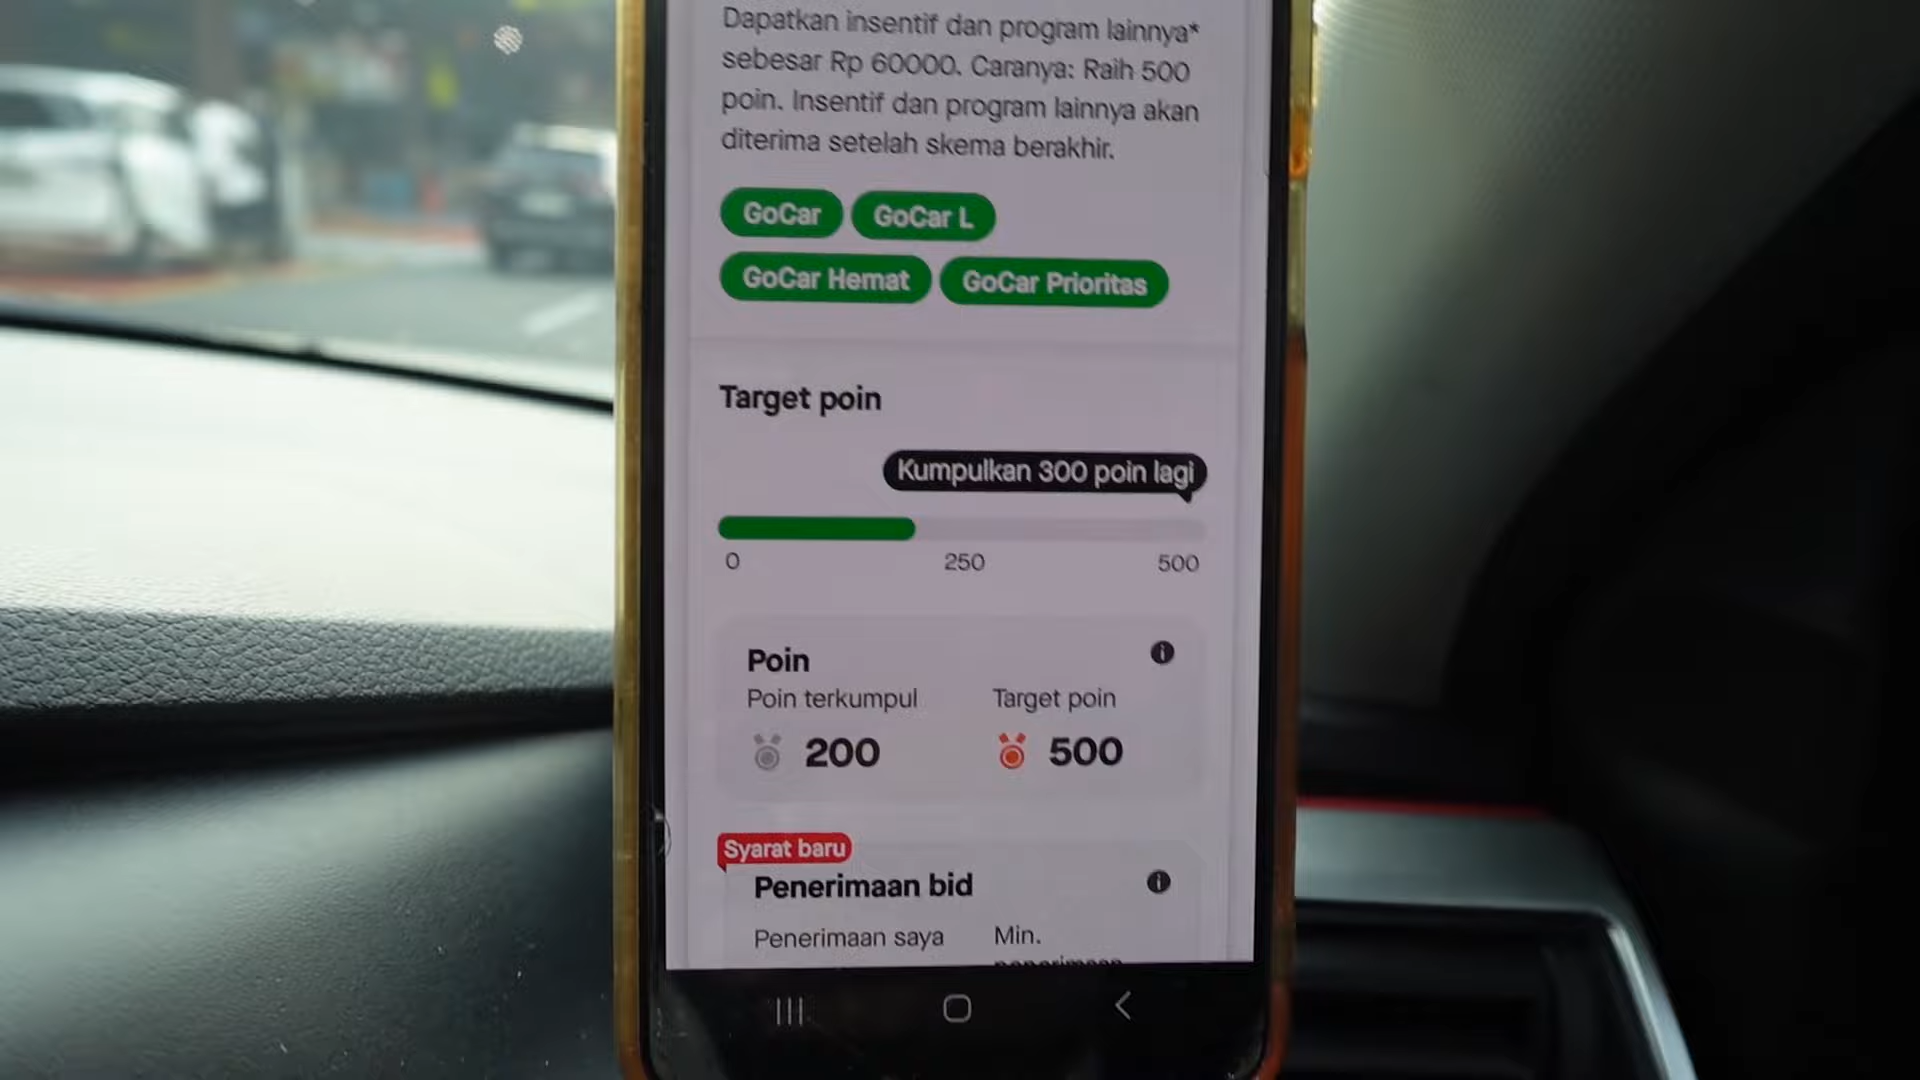 Dapatkan insentif dan program lainnya*
sebesar Rp 60000. Caranya: Raih 500
poin. Insentif dan program lainnya akan
diterima setelah skema berakhir.
GoCar GoCar L
GoCar Hemat GoCar Prioritas
Target poin
Kumpulkan 300 poin lagi
0 250 500
Poin
Poin terkumpul Target poin
200 500
Syarat baru
Penerimaan bid
Penerimaan saya Min.
penerimaan